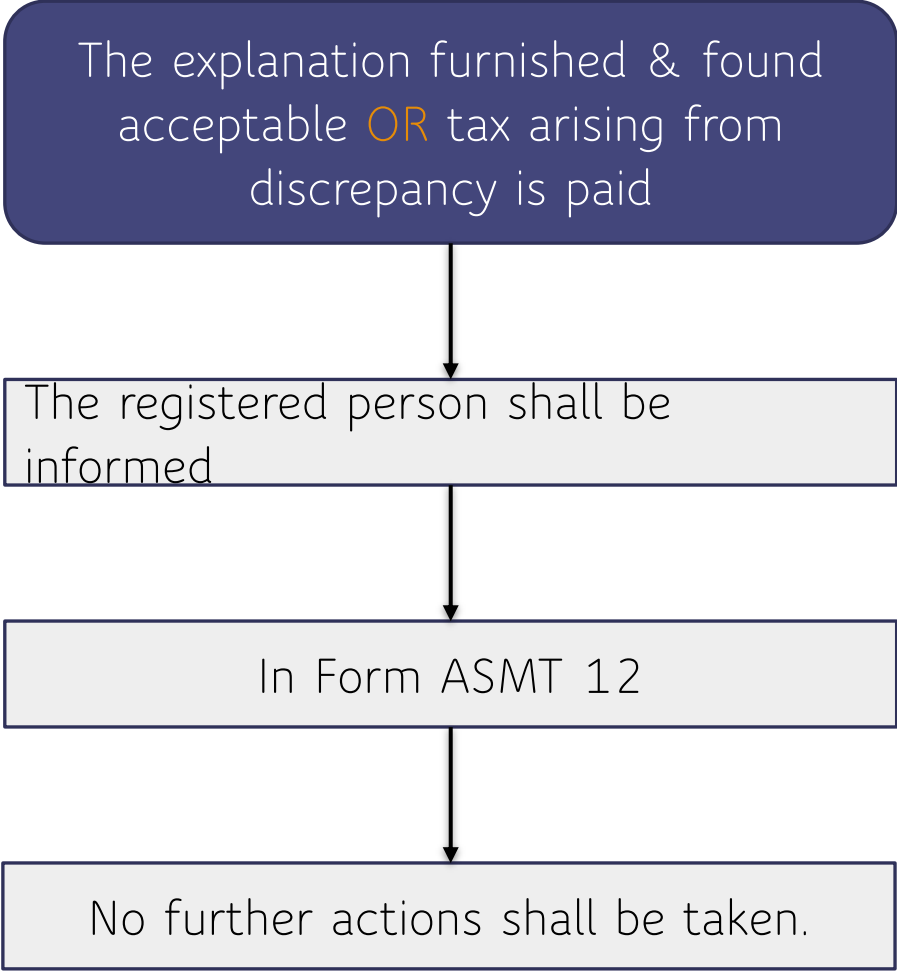 The explanation furnished & found
acceptable OR tax arising from
discrepancy is paid
The registered person shall be
informed
In Form ASMT 12
No further actions shall be taken.